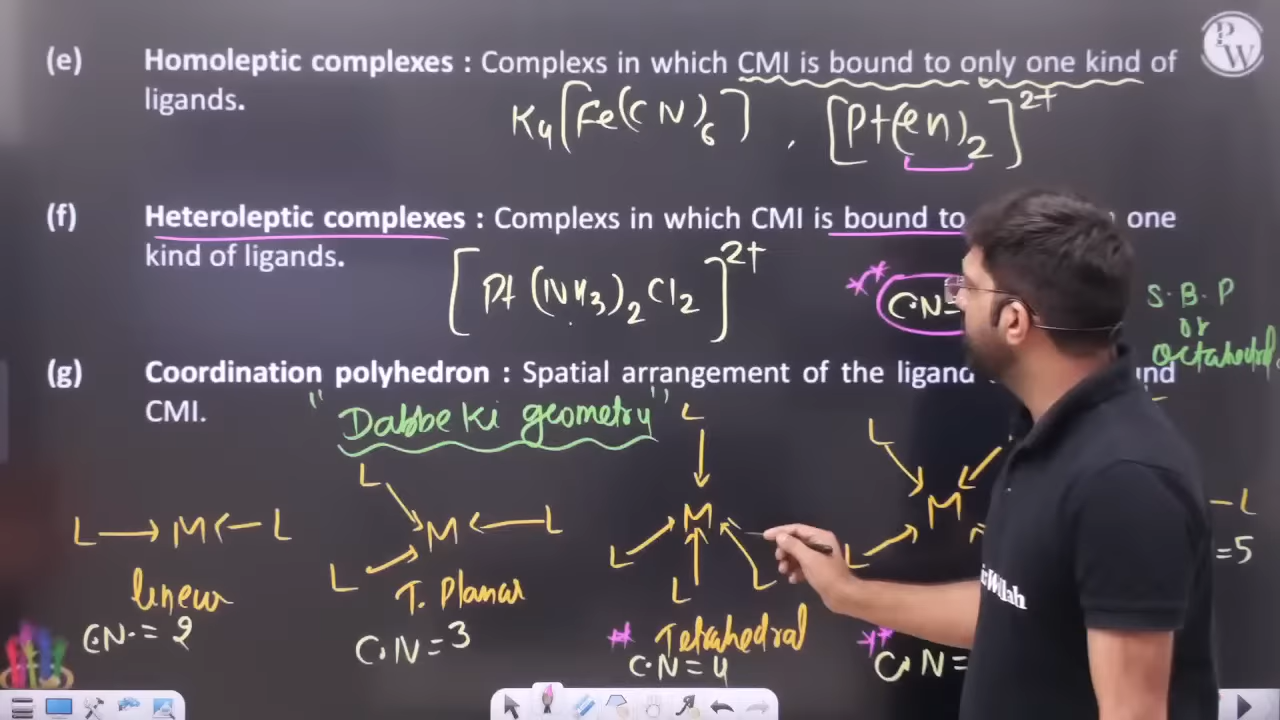 (e) Homoleptic complexes : Complexs in which CMI is bound to only one kind of
ligands.
K4[Fe(CN)6] , [Pt(en)2]2+
PW
(f) Heteroleptic complexes : Complexs in which CMI is bound to one
kind of ligands.
[Pt(NH3)2Cl2]2+
** C.N=
S.B.P
or
Octahedral
(g) Coordination polyhedron : Spatial arrangement of the ligand
CMI.
"Dabbe ki geometry"
L → M ← L
linear
C.N.=2
L L M L
T. Planar
C.N=3
L L M L L
* Tetrahedral
C.N=4
L L M
** C.N=
L
=5